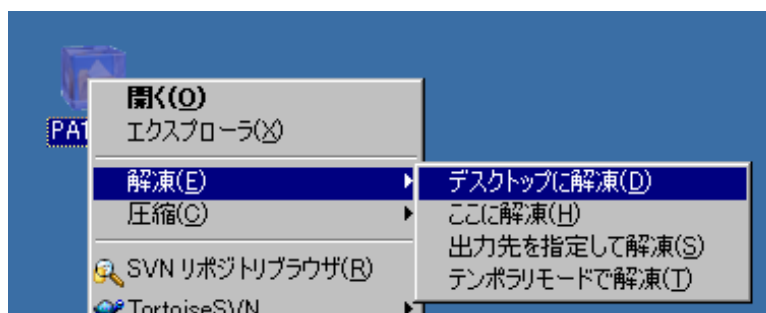 PA1
開く(O)
エクスプローラ(X)
解凍(E)
圧縮(C)
SVN リポジトリブラウザ(R)
TortoiseSVN
デスクトップに解凍(D)
ここに解凍(H)
出力先を指定して解凍(S)
テンポラリモードで解凍(T)